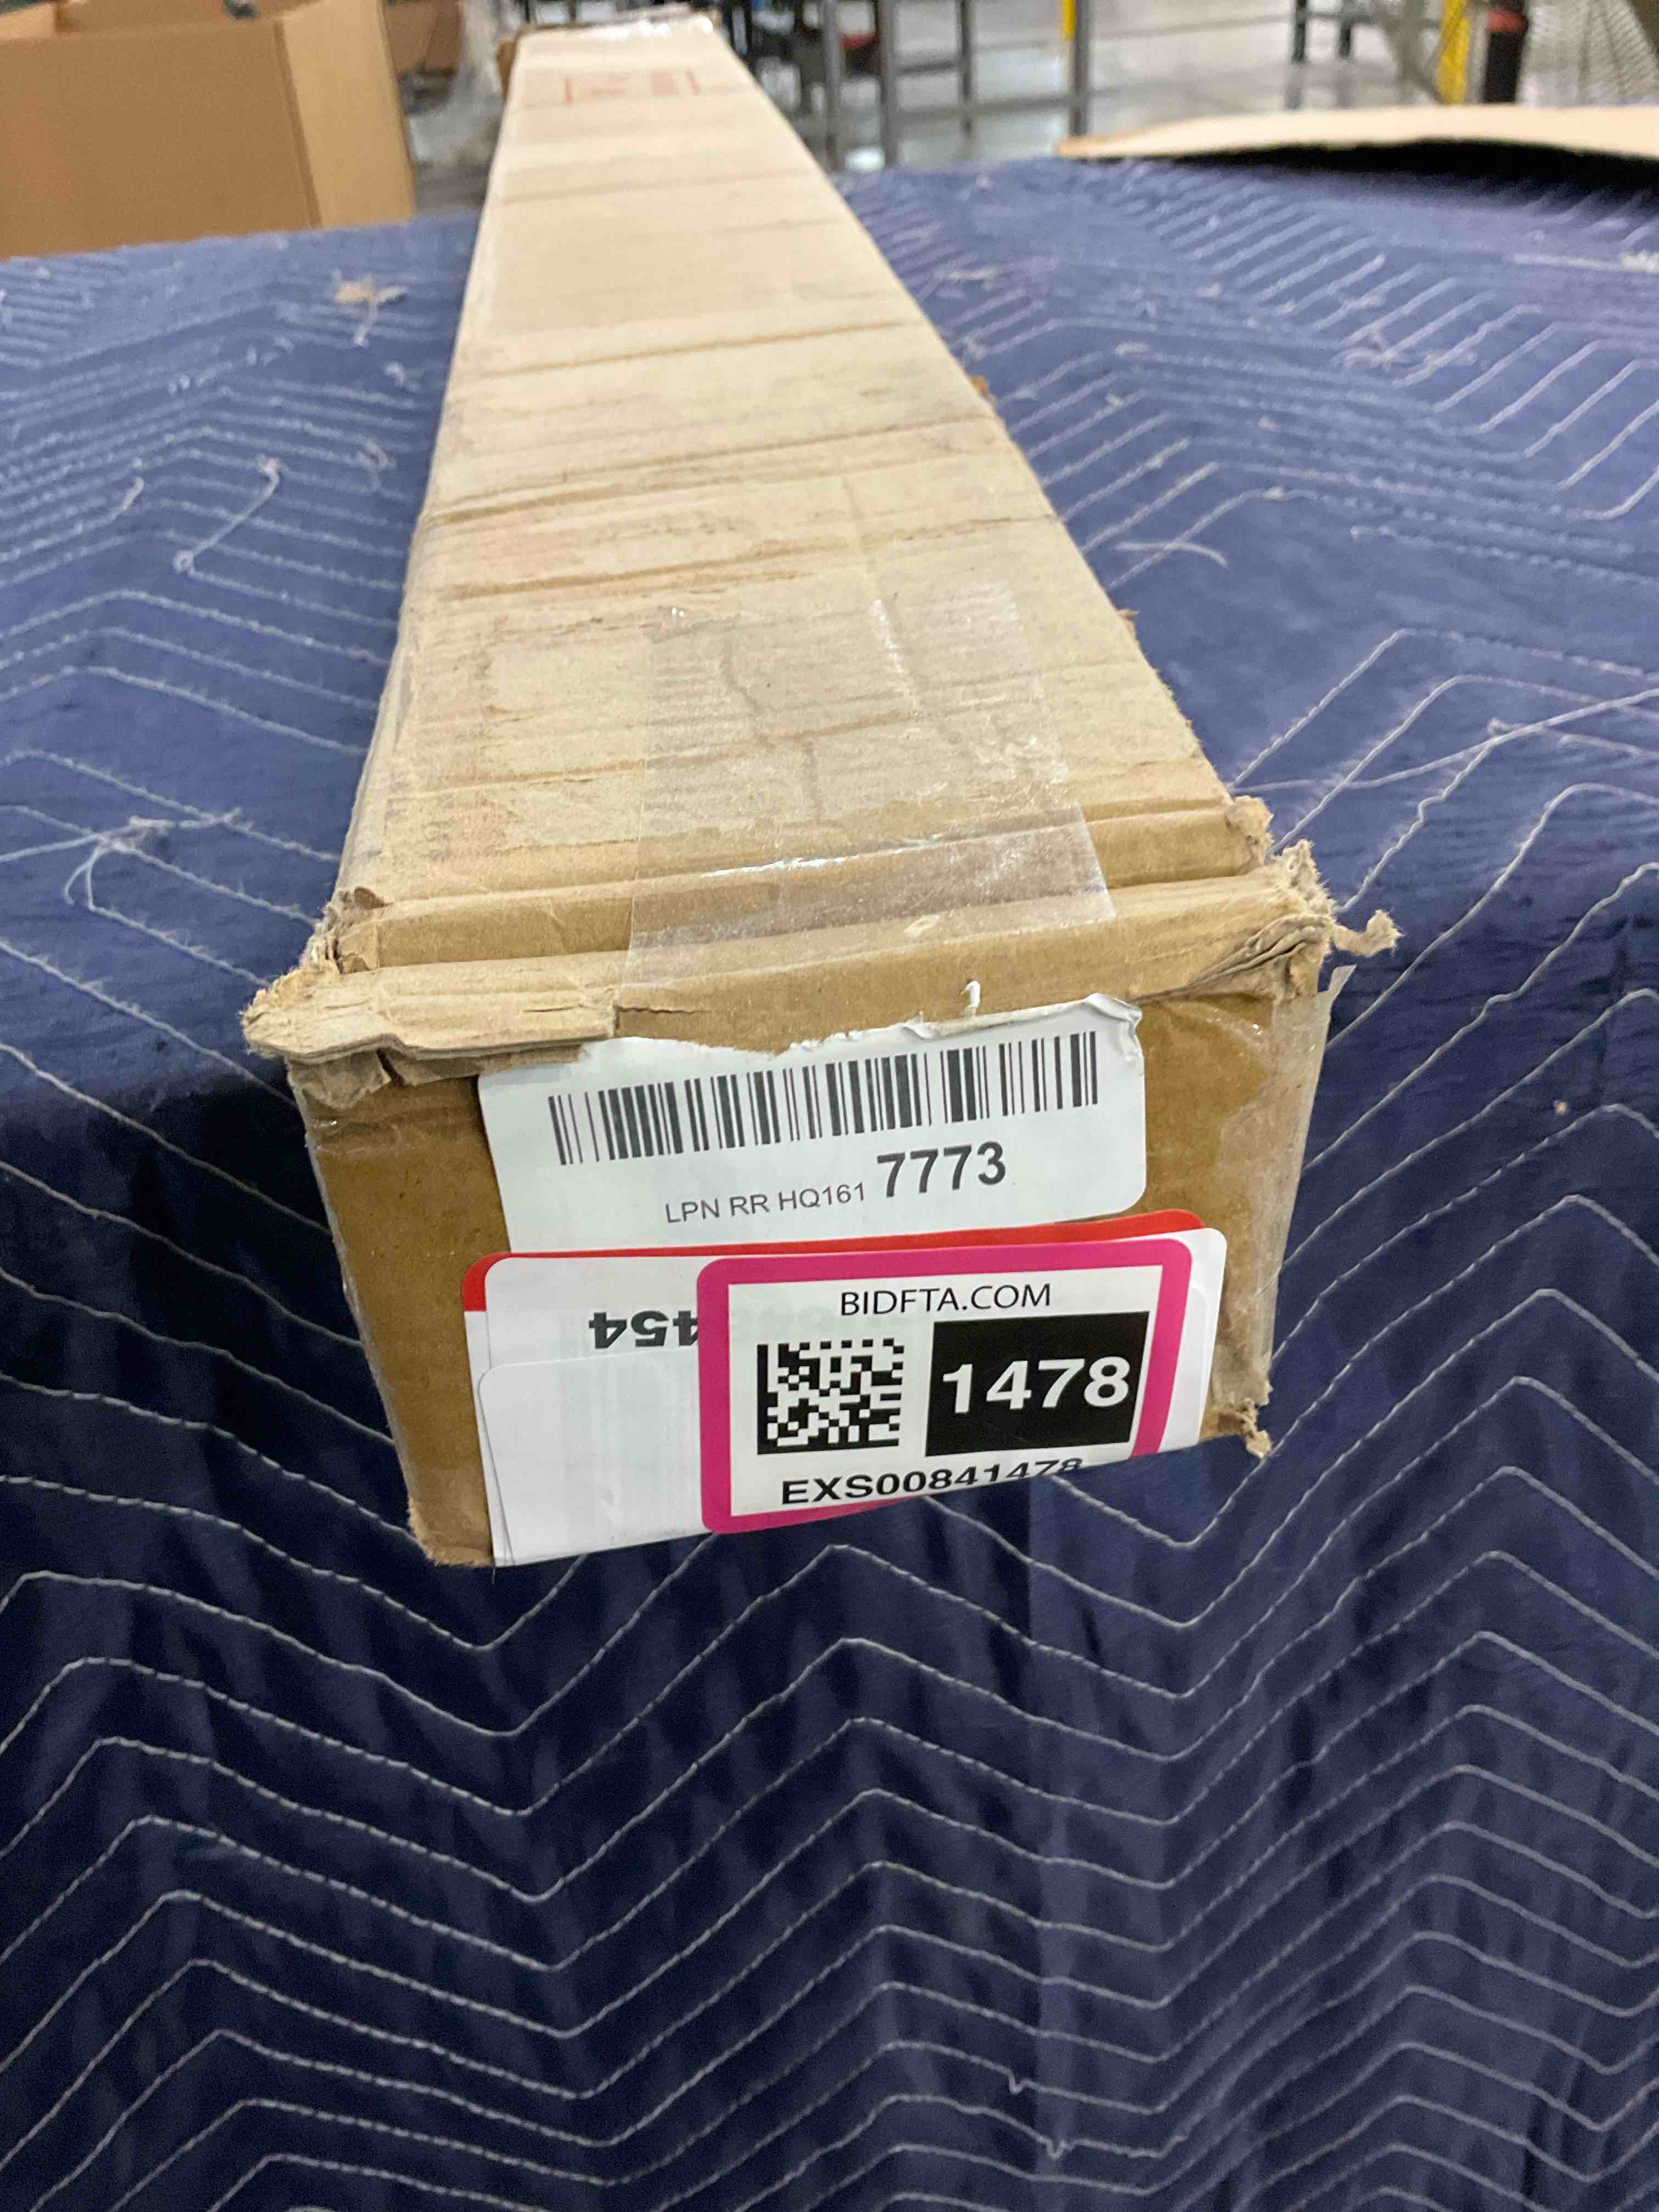 LPN RR HQ161 7773
454
BIDFTA.COM
1478
EXS00841478